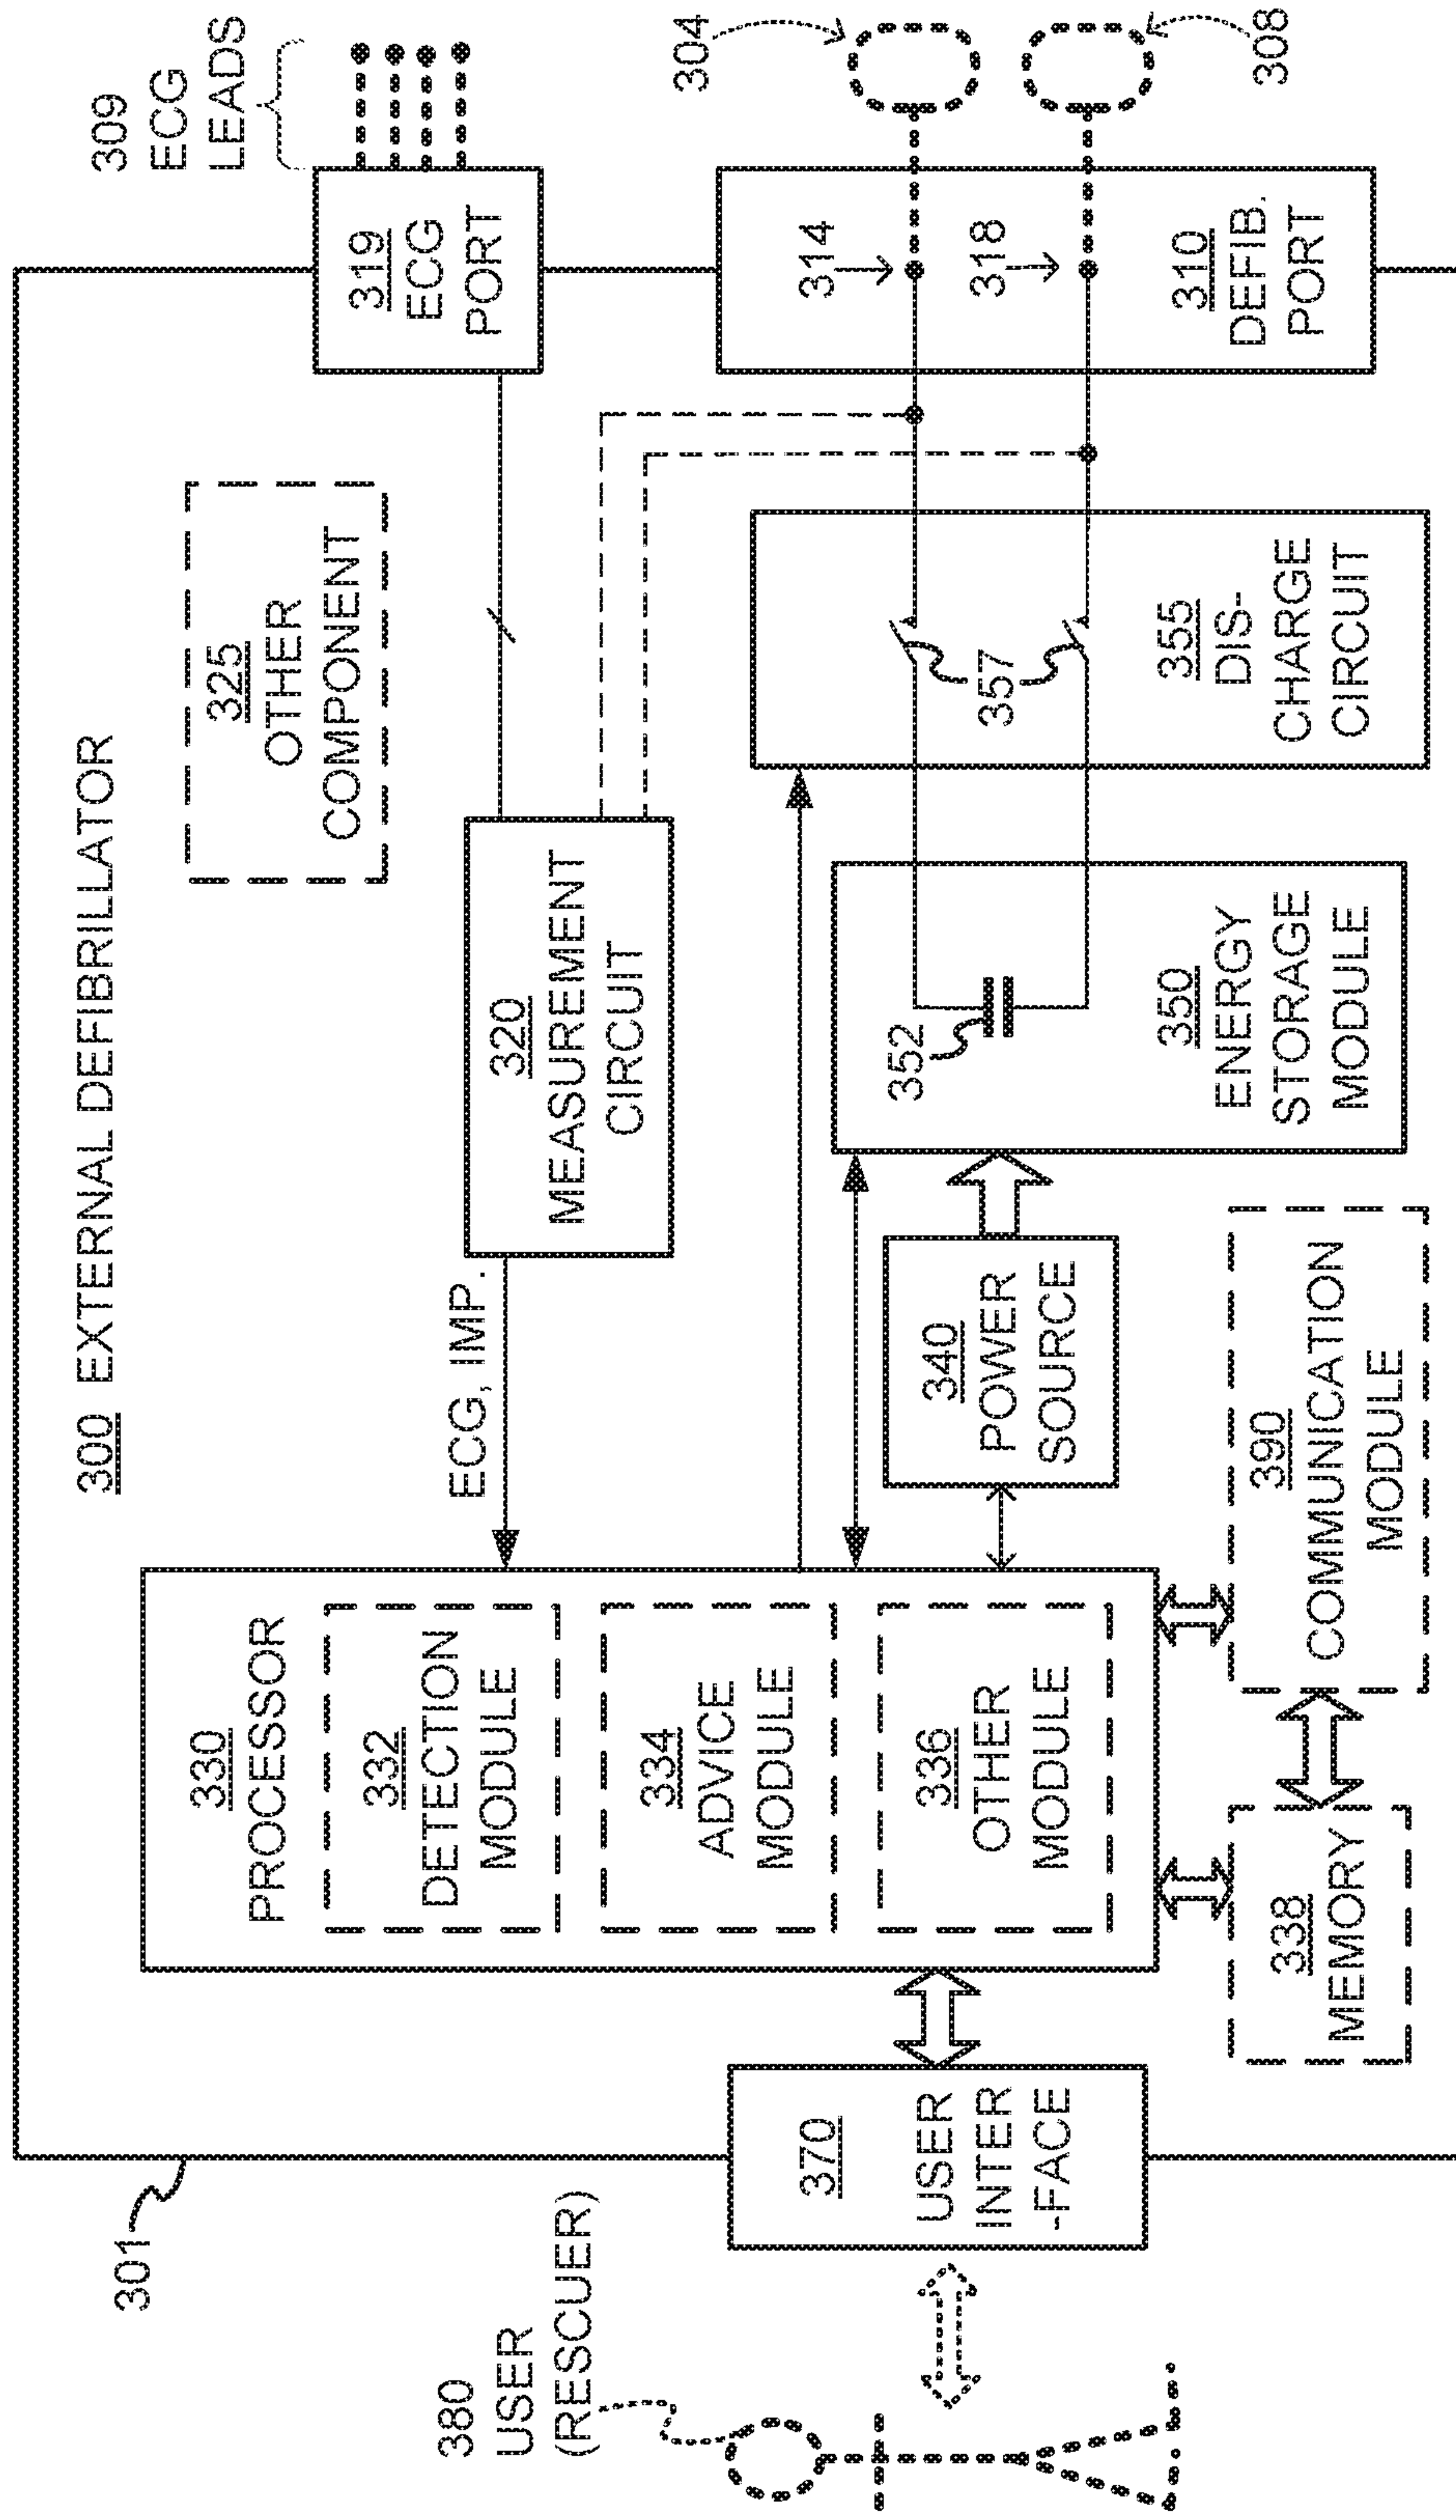 300 EXTERNAL DEFIBRILLATOR
301
309
ECG
LEADS
319
ECG
PORT
325
OTHER
COMPONENT
304
308
314
318
310
DEFIB.
PORT
320
MEASUREMENT
CIRCUIT
ECG, IMP.
330
PROCESSOR
332
DETECTION
MODULE
334
ADVICE
MODULE
336
OTHER
MODULE
357
355
DIS-
CHARGE
CIRCUIT
352
350
ENERGY
STORAGE
MODULE
340
POWER
SOURCE
390
COMMUNICATION
MODULE
338
MEMORY
370
USER
INTER
-FACE
380
USER
(RESCUER)